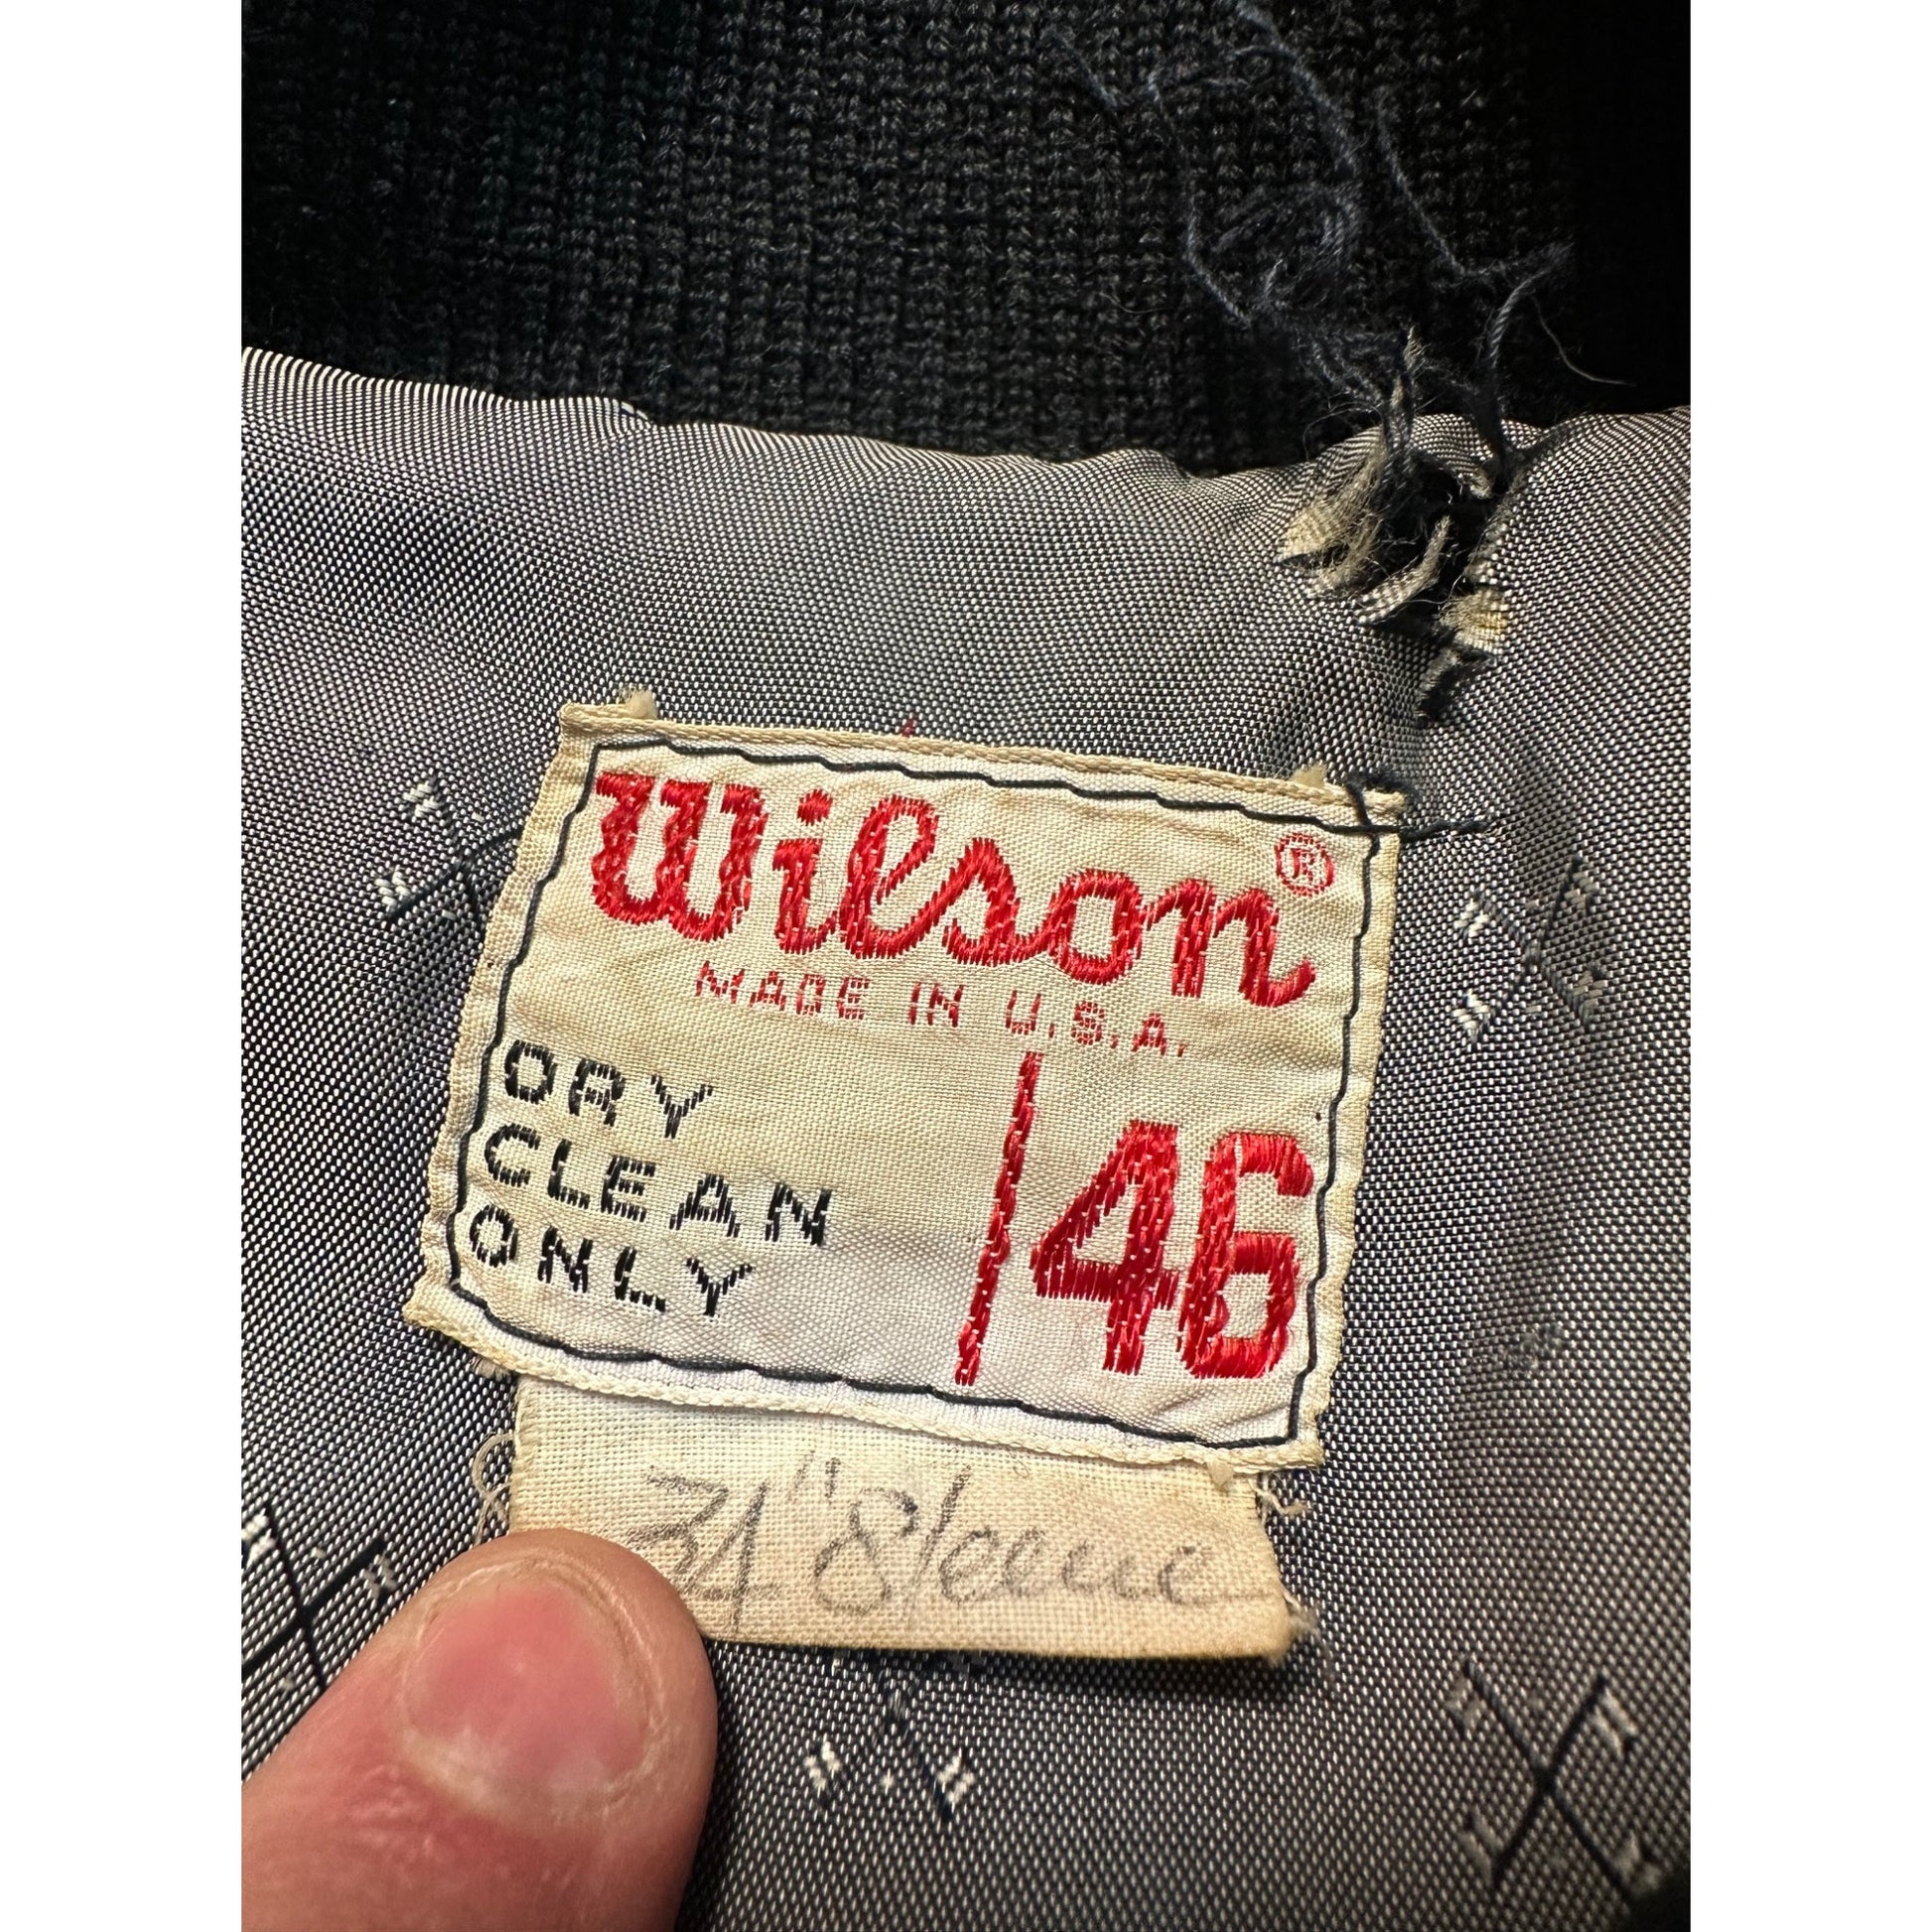 Wilson®
MADE IN U.S.A.
DRY
CLEAN
ONLY
46
34" Sleeve